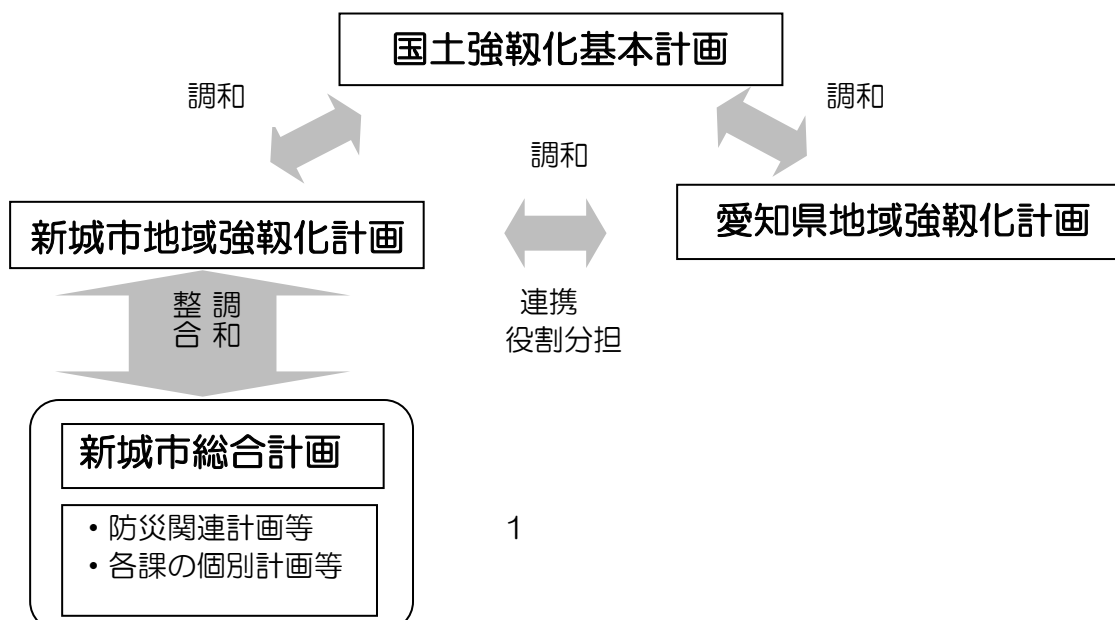 国土強靱化基本計画
調和
調和
調和
新城市地域強靱化計画
愛知県地域強靱化計画
連携
役割分担
整 調
合 和
新城市総合計画
・防災関連計画等
・各課の個別計画等
1